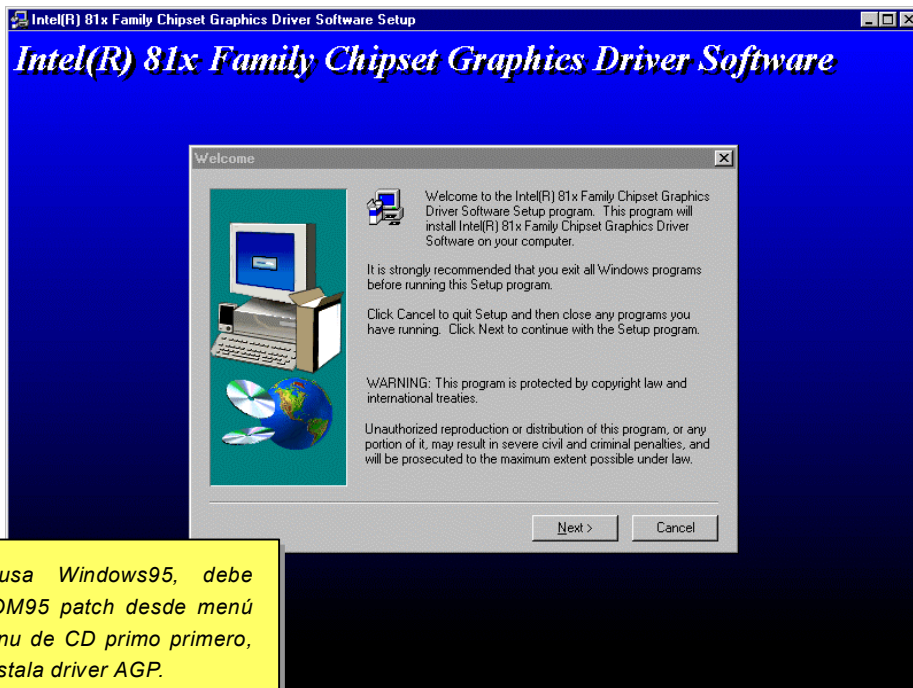 Intel(R) 81x Family Chipset Graphics Driver Software Setup
Intel(R) 81x Family Chipset Graphics Driver Software
Welcome
Welcome to the Intel(R) 81x Family Chipset Graphics
Driver Software Setup program. This program will
install Intel(R) 81x Family Chipset Graphics Driver
Software on your computer.
It is strongly recommended that you exit all Windows programs
before running this Setup program.
Click Cancel to quit Setup and then close any programs you
have running. Click Next to continue with the Setup program.
WARNING: This program is protected by copyright law and
international treaties.
Unauthorized reproduction or distribution of this program, or any
portion of it, may result in severe civil and criminal penalties, and
will be prosecuted to the maximum extent possible under law.
Next >
Cancel
usa Windows95, debe
patch desde menú
de CD primo primero,
driver AGP.